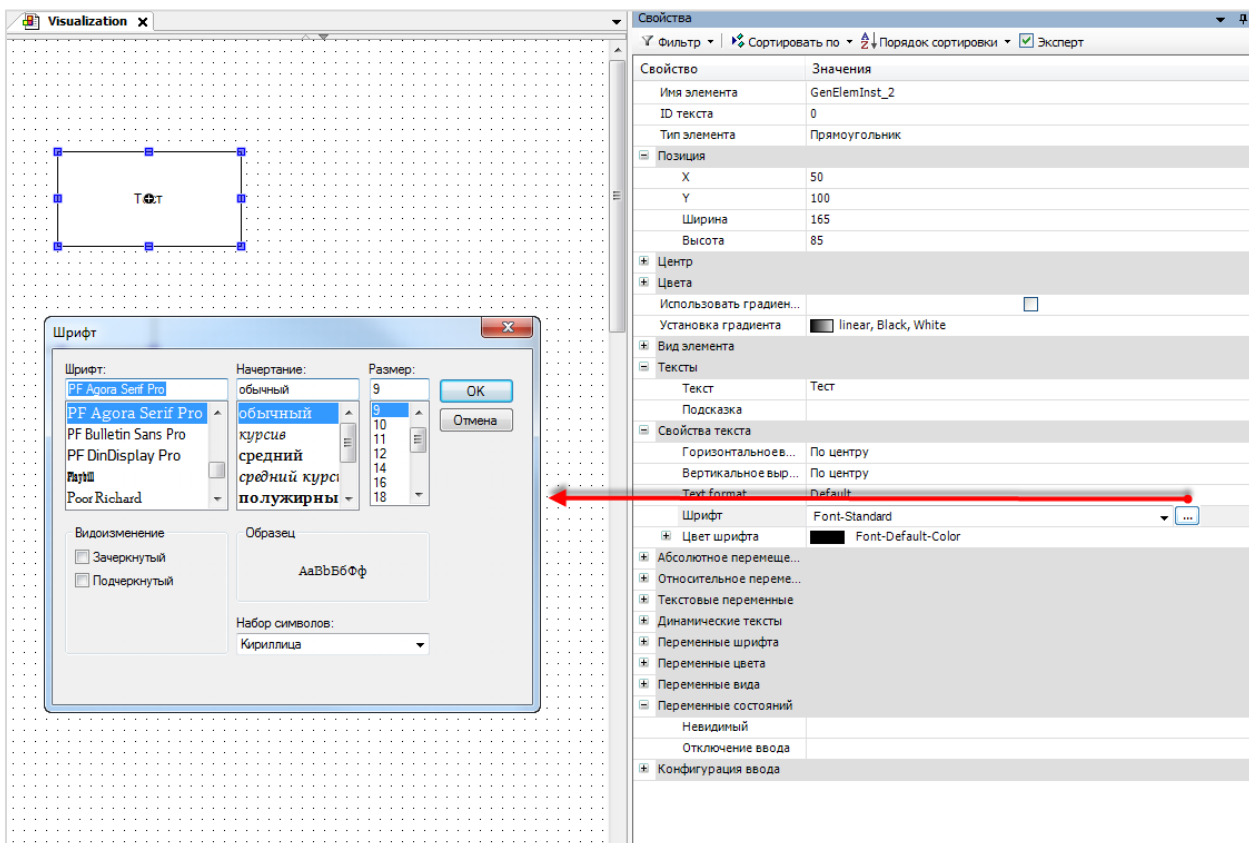 Visualization
Тест
Шрифт
Шрифт:
PF Agora Serif Pro
PF Agora Serif Pro
PF Bulletin Sans Pro
PF DinDisplay Pro
Playbill
Poor Richard
Начертание:
обычный
обычный
курсив
средний
средний курси
полужирны
Размер:
9
9
10
11
12
14
16
18
OK
Отмена
Видоизменение
Зачеркнутый
Подчеркнутый
Образец
АаBbБбФф
Набор символов:
Кириллица
Свойства
Фильтр Сортировать по Порядок сортировки Эксперт
Свойство Значения
Имя элемента GenElemInst_2
ID текста 0
Тип элемента Прямоугольник
Позиция
X 50
Y 100
Ширина 165
Высота 85
Центр
Цвета
Использовать градиен...
Установка градиента linear, Black, White
Вид элемента
Тексты
Текст Тест
Подсказка
Свойства текста
Горизонтальное в... По центру
Вертикальное выр... По центру
Text format Default
Шрифт Font-Standard ...
Цвет шрифта Font-Default-Color
Абсолютное перемеще...
Относительное переме...
Текстовые переменные
Динамические тексты
Переменные шрифта
Переменные цвета
Переменные вида
Переменные состояний
Невидимый
Отключение ввода
Конфигурация ввода